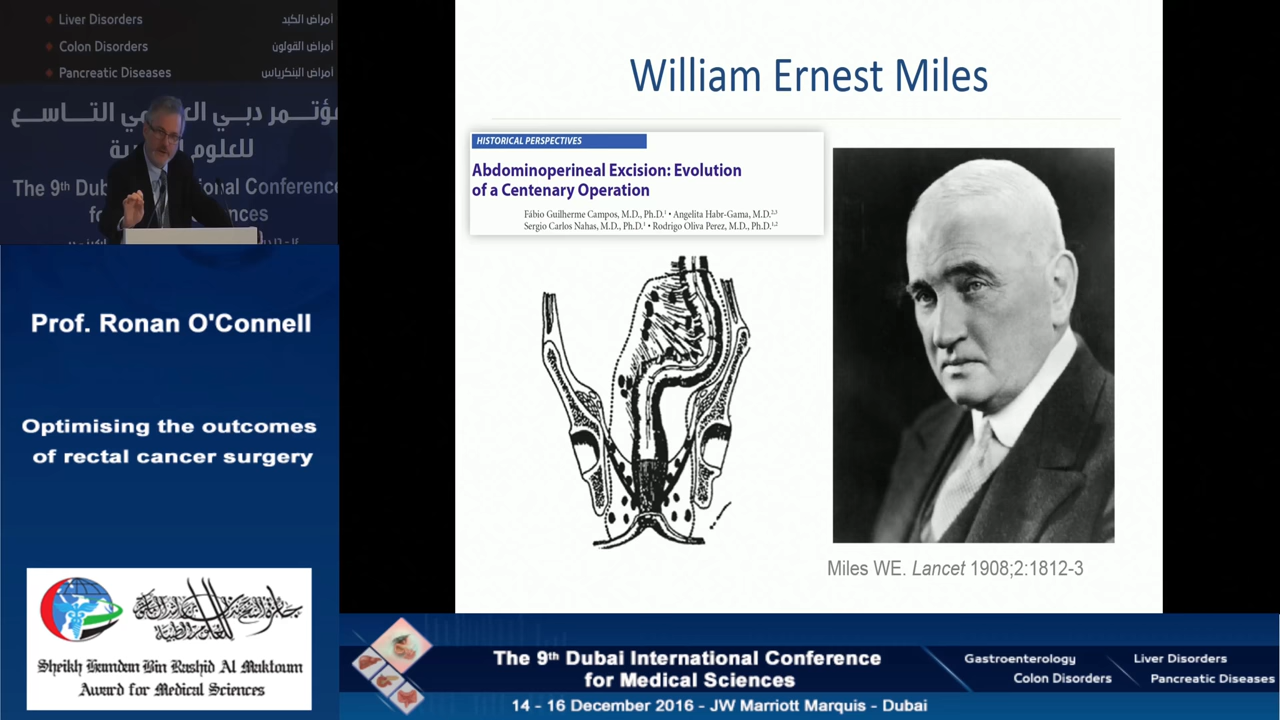 Liver Disorders
أمراض الكبد
Colon Disorders
أمراض القولون
Pancreatic Diseases
أمراض البنكرياس
The 9th
Conference
Prof. Ronan O'Connell
Optimising the outcomes
of rectal cancer surgery
Sheikh Hamdan Bin Rashid Al Maktoum
Award for Medical Sciences
William Ernest Miles
HISTORICAL PERSPECTIVES
Abdominoperineal Excision: Evolution
of a Centenary Operation
Fábio Guilherme Campos, M.D., Ph.D.¹ • Angelita Habr-Gama, M.D.²,³
Sergio Carlos Nahas, M.D., Ph.D.¹ • Rodrigo Oliva Perez, M.D., Ph.D.¹,²
Miles WE. Lancet 1908;2:1812-3
The 9th Dubai International Conference
for Medical Sciences
14 - 16 December 2016 - JW Marriott Marquis - Dubai
Gastroenterology
Liver Disorders
Colon Disorders
Pancreatic Diseases